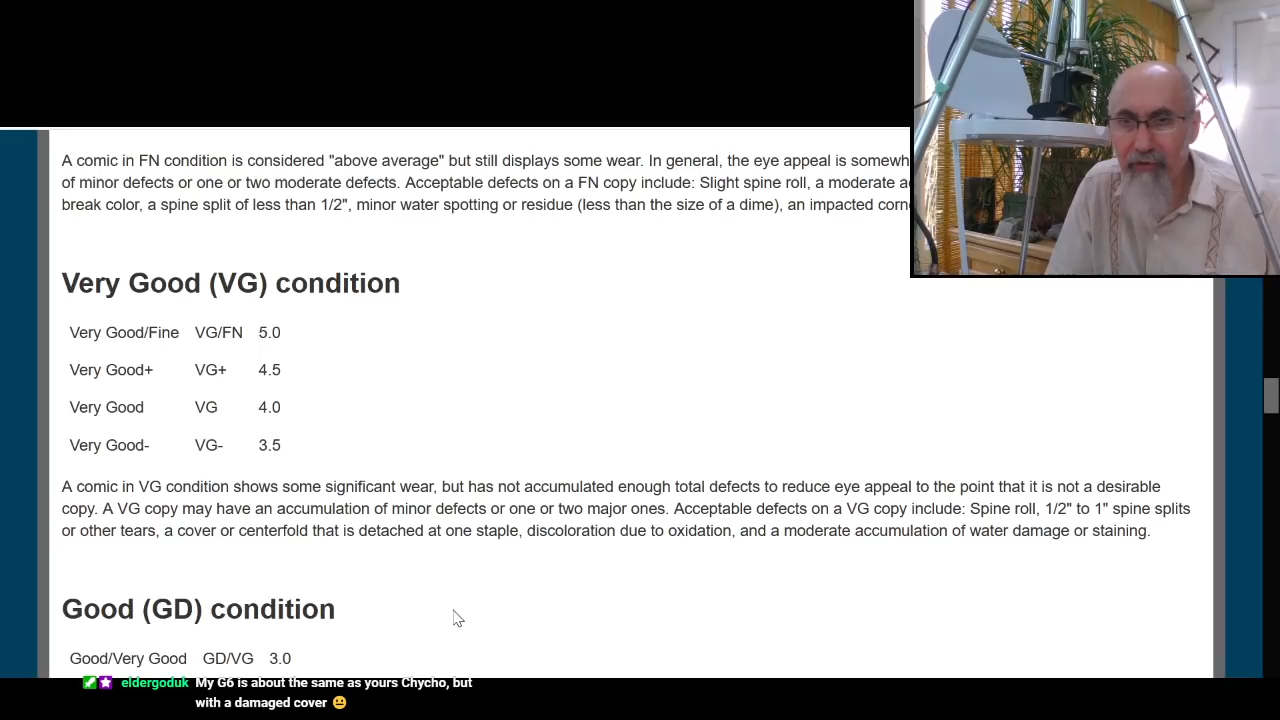 A comic in FN condition is considered "above average" but still displays some wear. In general, the eye appeal is
of minor defects or one or two moderate defects. Acceptable defects on a FN copy include: Slight spine roll, a moderate
break color, a spine split of less than 1/2", minor water spotting or residue (less than the size of a dime), an impacted
Very Good (VG) condition
Very Good/Fine VG/FN 5.0
Very Good+ VG+ 4.5
Very Good VG 4.0
Very Good- VG- 3.5
A comic in VG condition shows some significant wear, but has not accumulated enough total defects to reduce eye appeal to the point that it is not a desirable
copy. A VG copy may have an accumulation of minor defects or one or two major ones. Acceptable defects on a VG copy include: Spine roll, 1/2" to 1" spine splits
or other tears, a cover or centerfold that is detached at one staple, discoloration due to oxidation, and a moderate accumulation of water damage or staining.
Good (GD) condition
Good/Very Good GD/VG 3.0
eldergoduk My G6 is about the same as yours Chycho, but
with a damaged cover 😐